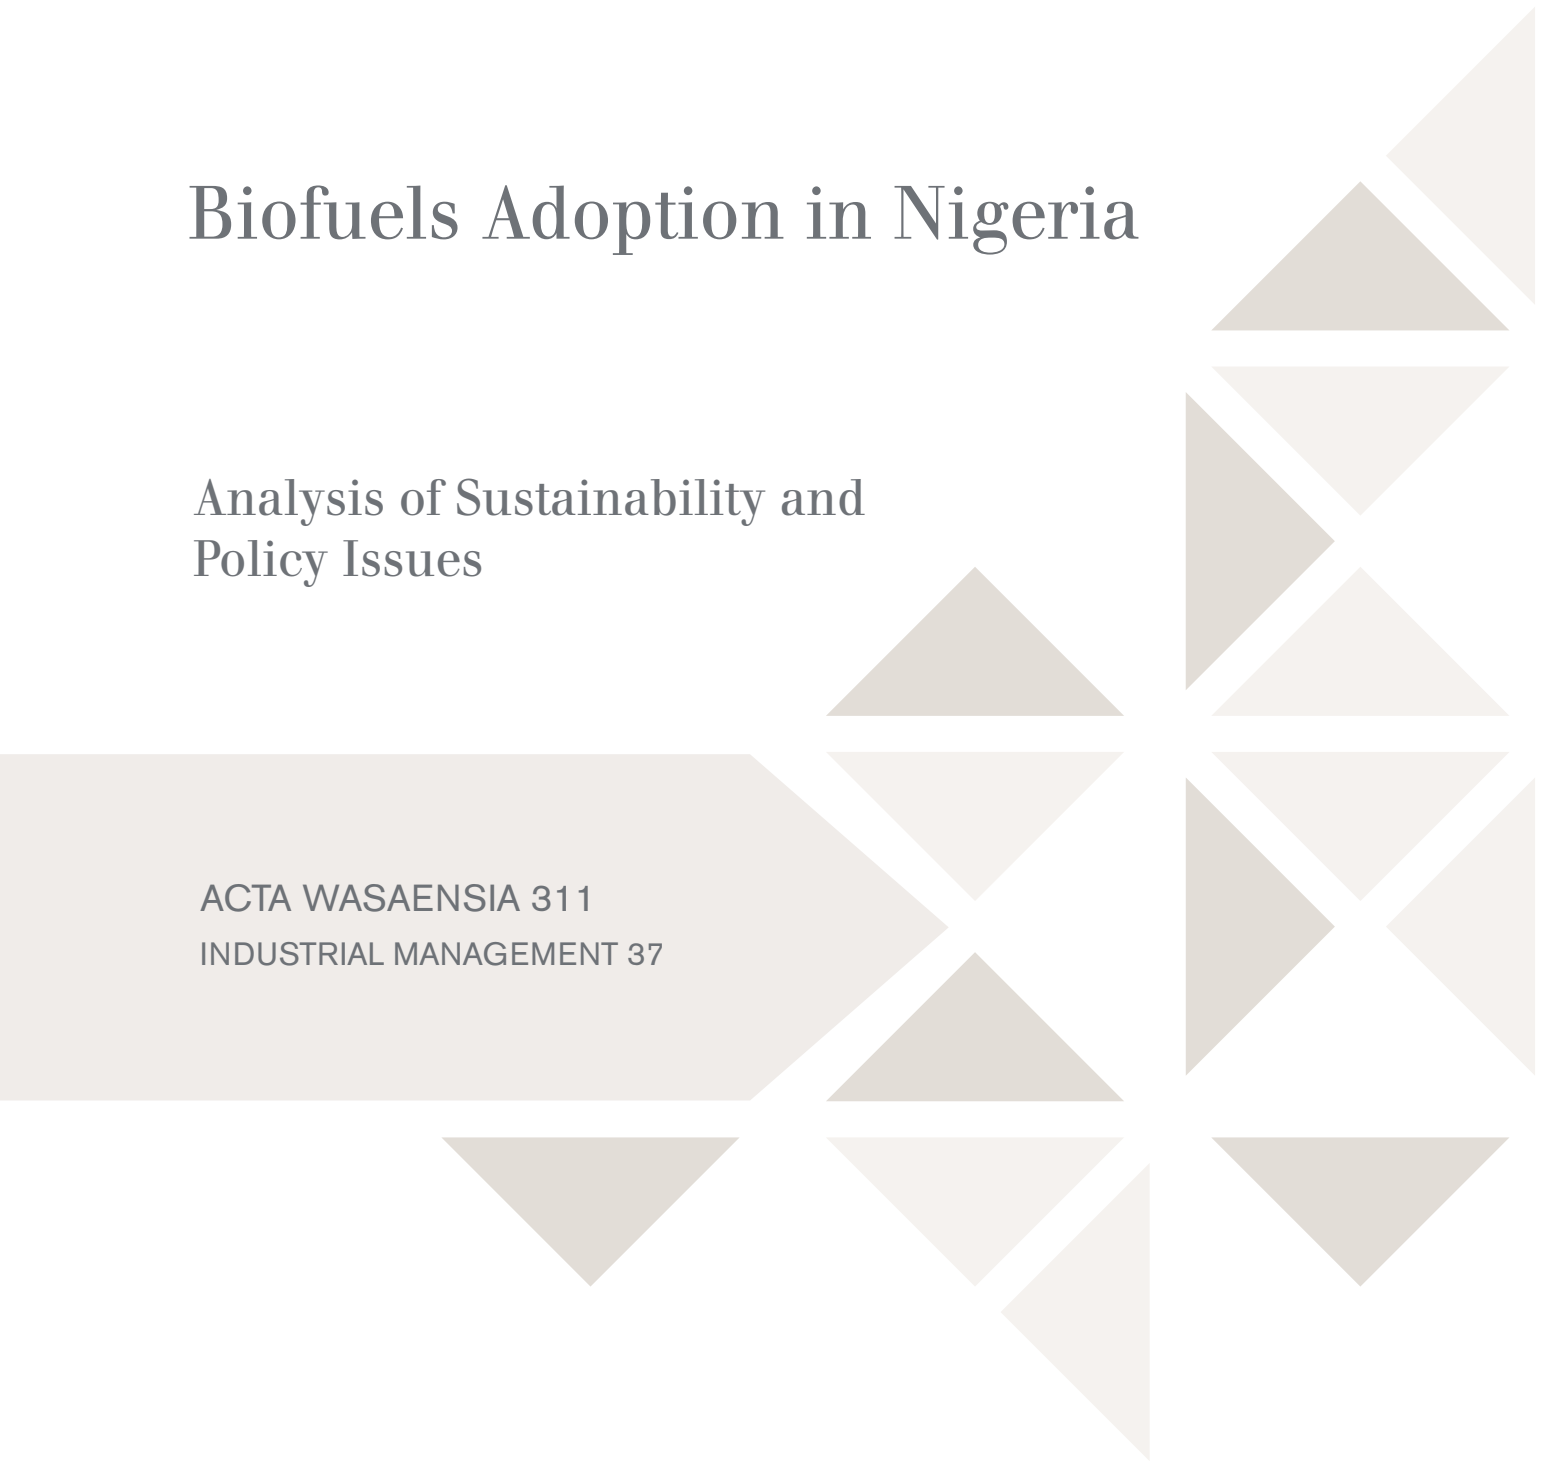 Biofuels Adoption in Nigeria
Analysis of Sustainability and
Policy Issues
ACTA WASAENSIA 311
INDUSTRIAL MANAGEMENT 37